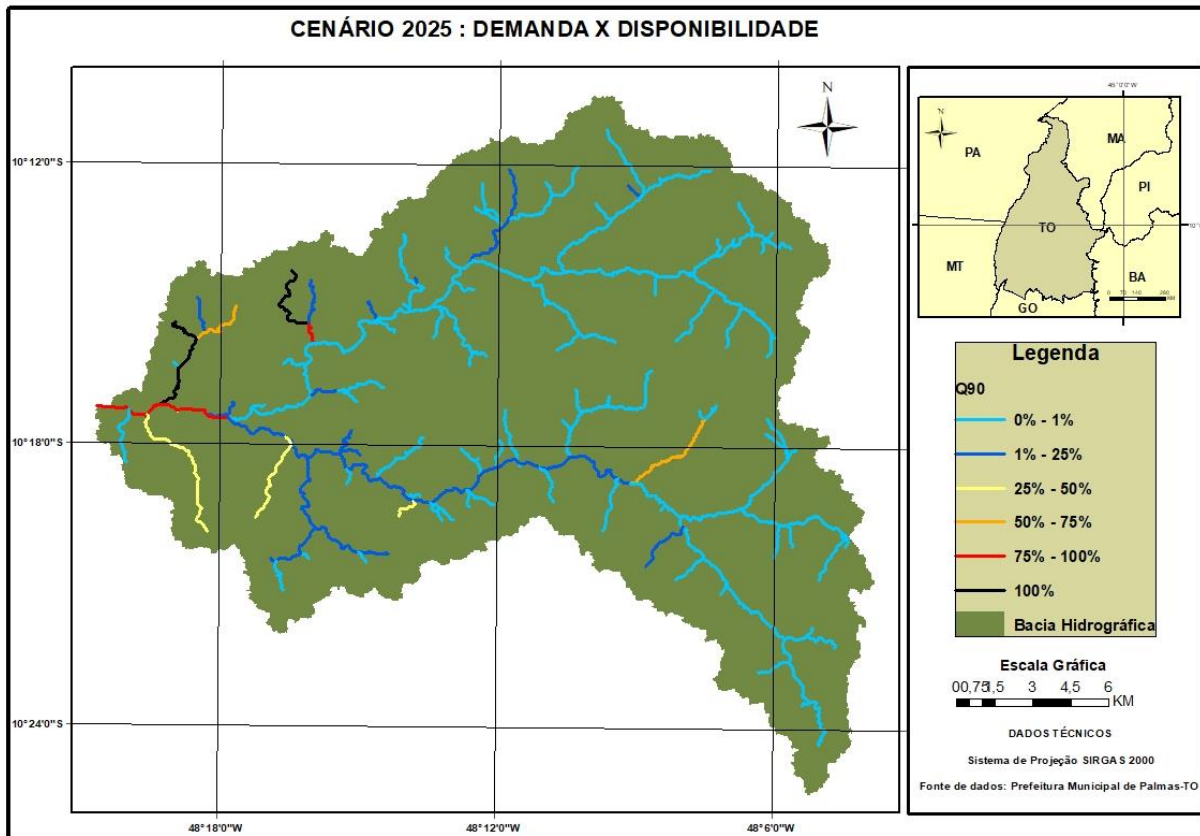 CENÁRIO 2025 : DEMANDA X DISPONIBILIDADE
N
10°12'0"S
10°18'0"S
10°24'0"S
48°18'0"W
48°12'0"W
48°6'0"W
N
PA
MA
PI
TO
MT
BA
GO
Legenda
Q90
0% - 1%
1% - 25%
25% - 50%
50% - 75%
75% - 100%
100%
Bacia Hidrográfica
Escala Gráfica
00,751,5 3 4,5 6
KM
DADOS TÉCNICOS
Sistema de Projeção SIRGAS 2000
Fonte de dados: Prefeitura Municipal de Palmas-TO